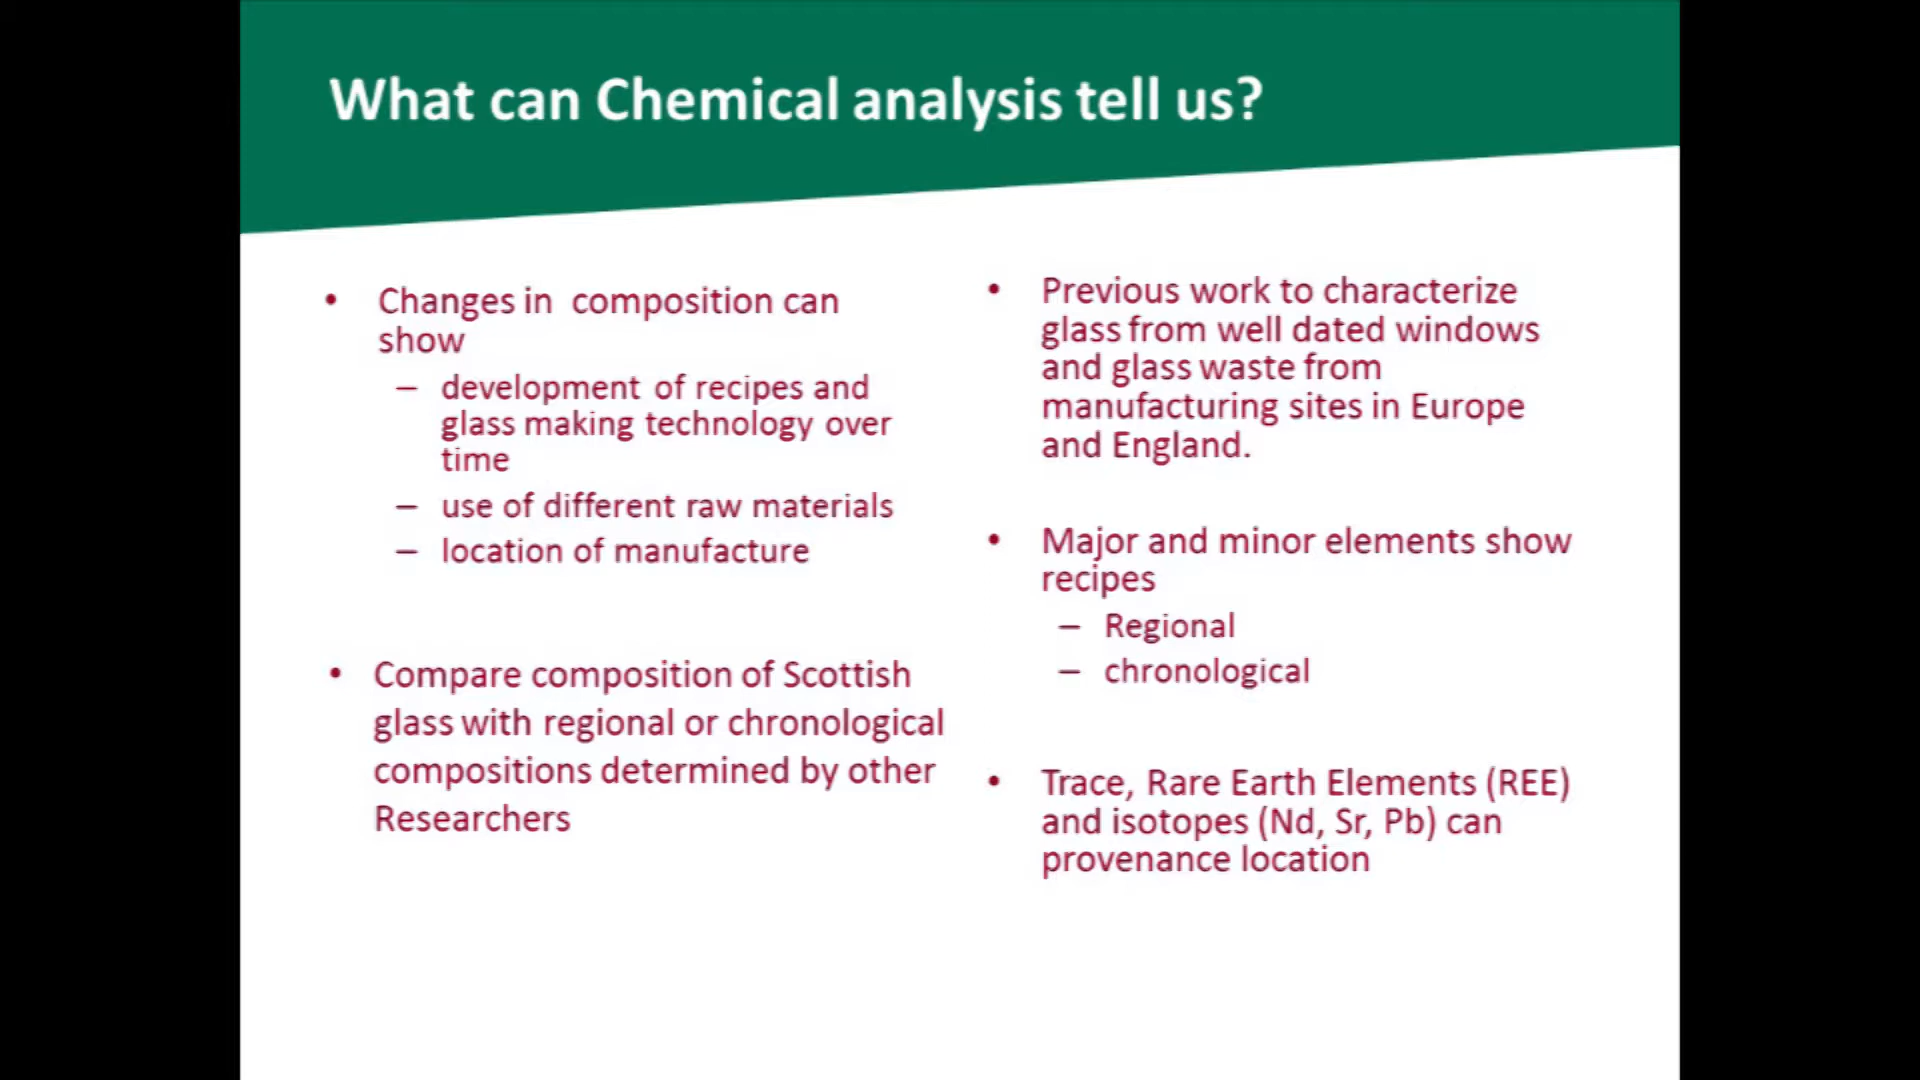 What can Chemical analysis tell us?
• Changes in composition can
show
– development of recipes and
glass making technology over
time
– use of different raw materials
– location of manufacture
• Compare composition of Scottish
glass with regional or chronological
compositions determined by other
Researchers
• Previous work to characterize
glass from well dated windows
and glass waste from
manufacturing sites in Europe
and England.
• Major and minor elements show
recipes
– Regional
– chronological
• Trace, Rare Earth Elements (REE)
and isotopes (Nd, Sr, Pb) can
provenance location